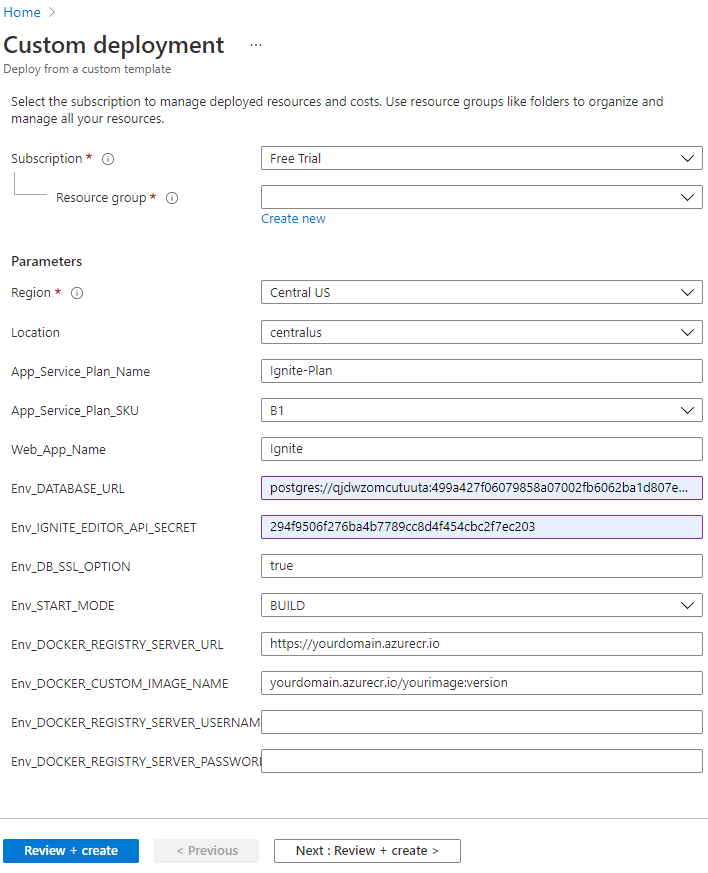 Home >
Custom deployment ...
Deploy from a custom template
Select the subscription to manage deployed resources and costs. Use resource groups like folders to organize and
manage all your resources.
Subscription * Free Trial
Resource group *
Create new
Parameters
Region * Central US
Location centralus
App_Service_Plan_Name Ignite-Plan
App_Service_Plan_SKU B1
Web_App_Name Ignite
Env_DATABASE_URL postgres://qjdwzomcutuuta:499a427f06079858a07002fb6062ba1d807e...
Env_IGNITE_EDITOR_API_SECRET 294f9506f276ba4b7789cc8d4f454cbc2f7ec203
Env_DB_SSL_OPTION true
Env_START_MODE BUILD
Env_DOCKER_REGISTRY_SERVER_URL https://yourdomain.azurecr.io
Env_DOCKER_CUSTOM_IMAGE_NAME yourdomain.azurecr.io/yourimage:version
Env_DOCKER_REGISTRY_SERVER_USERNAM
Env_DOCKER_REGISTRY_SERVER_PASSWOR
Review + create < Previous Next : Review + create >